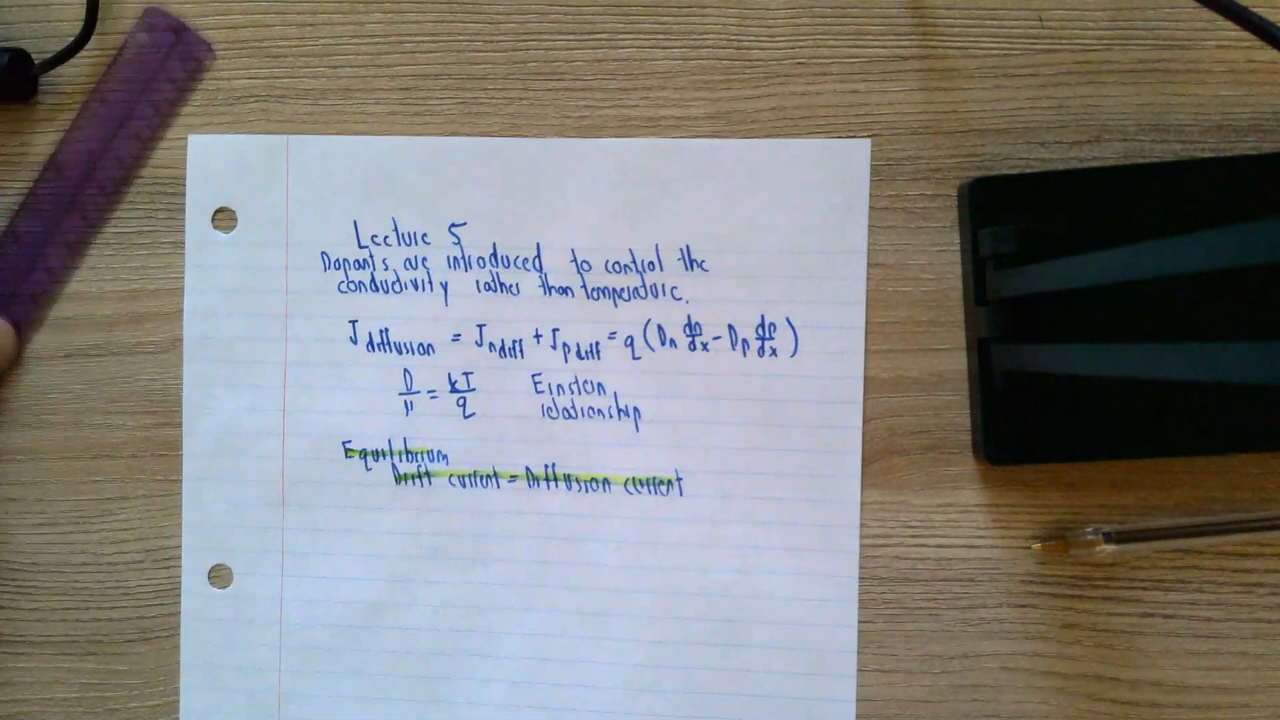 Lecture 5
Dopants are introduced to control the
conductivity rather than temperature.
J diffusion = J n diff + J p diff = q (Dn dn/dx - Dp dp/dx)
D/μ = kT/q Einstein
relationship
Equilibrium
Drift current = Diffusion current